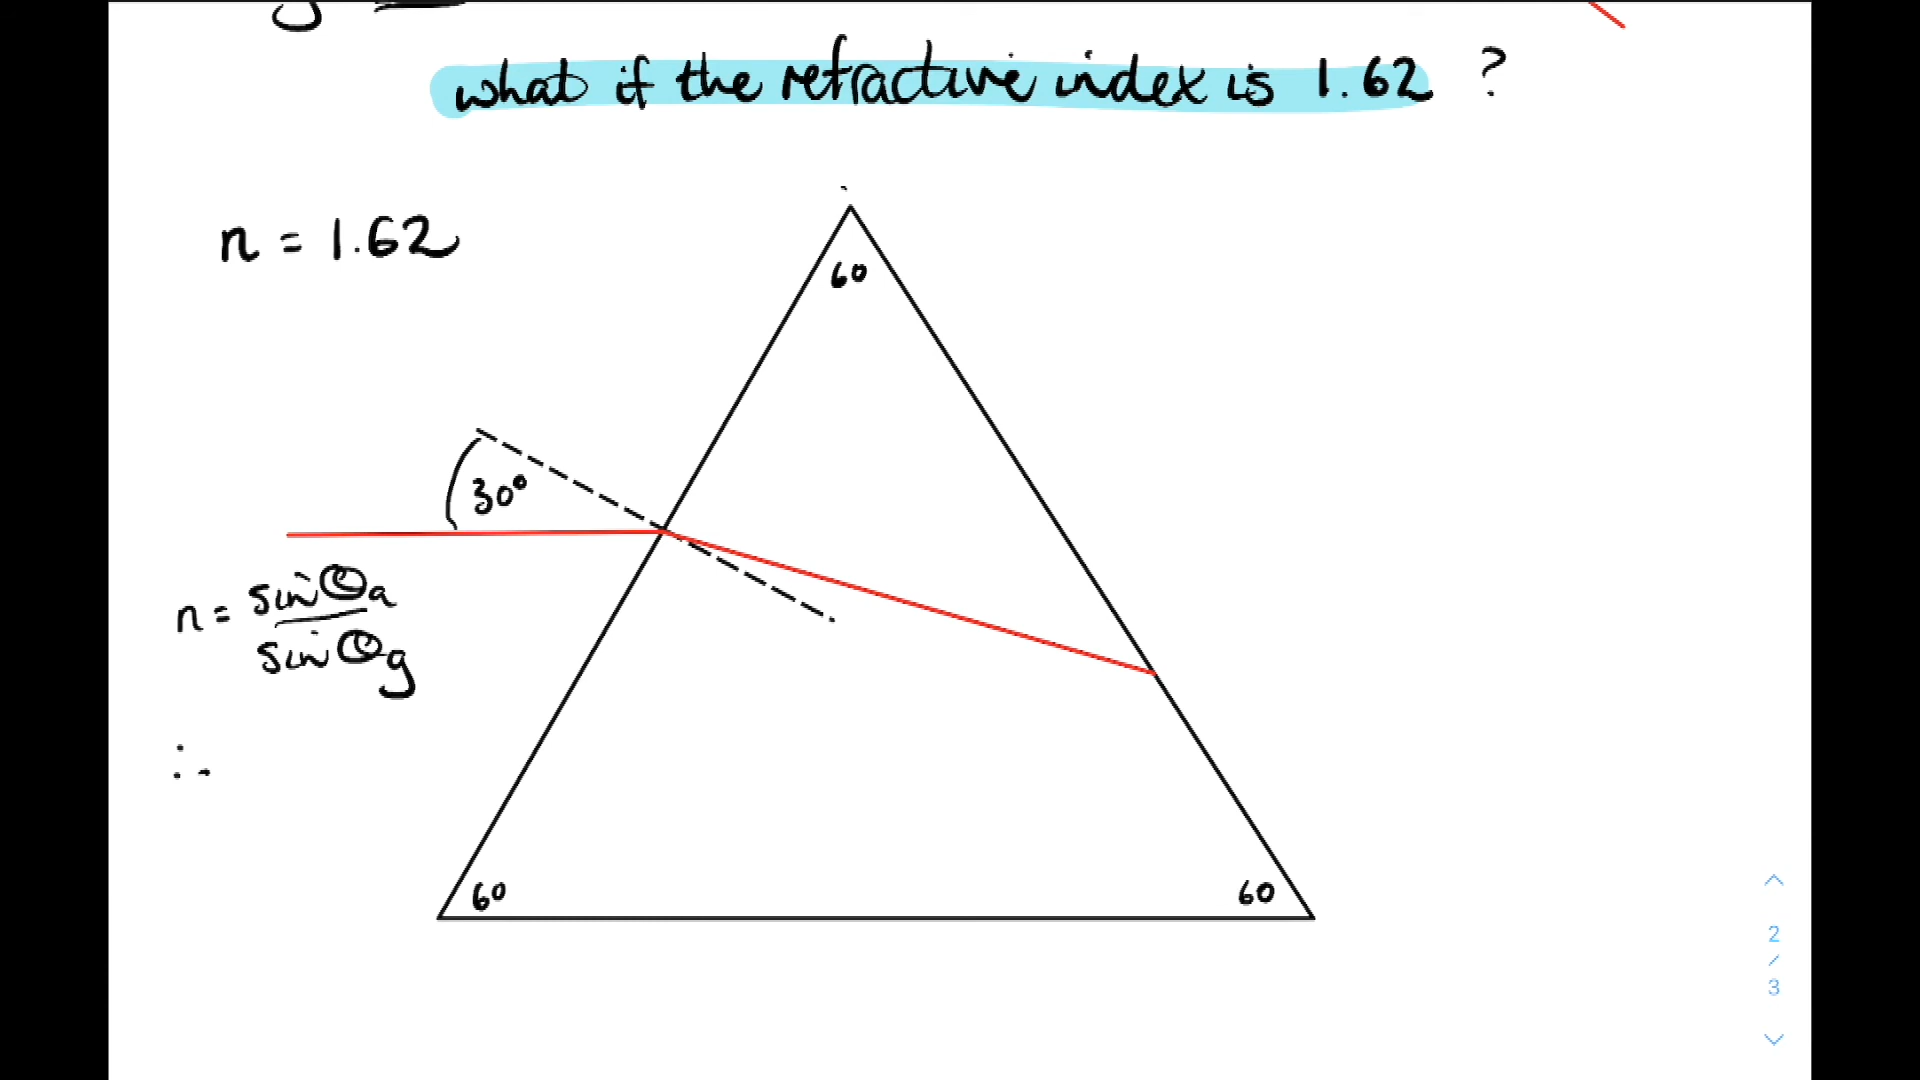 what if the refractive index is 1.62 ?
n = 1.62
60
30°
n = sinθa / sinθg
∴
60
60
2
/
3